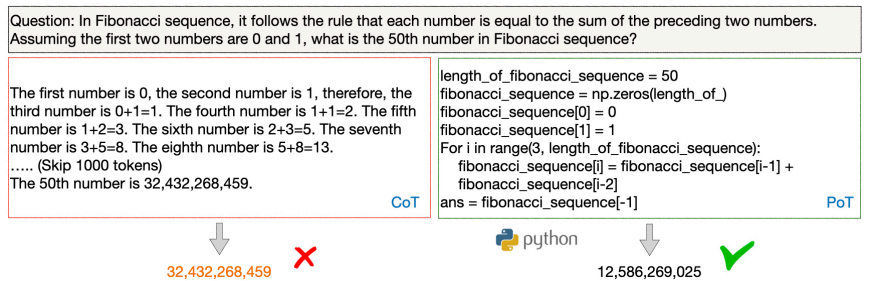 Question: In Fibonacci sequence, it follows the rule that each number is equal to the sum of the preceding two numbers.
Assuming the first two numbers are 0 and 1, what is the 50th number in Fibonacci sequence?
The first number is 0, the second number is 1, therefore, the
third number is 0+1=1. The fourth number is 1+1=2. The fifth
number is 1+2=3. The sixth number is 2+3=5. The seventh
number is 3+5=8. The eighth number is 5+8=13.
..... (Skip 1000 tokens)
The 50th number is 32,432,268,459.
CoT
length_of_fibonacci_sequence = 50
fibonacci_sequence = np.zeros(length_of_)
fibonacci_sequence[0] = 0
fibonacci_sequence[1] = 1
For i in range(3, length_of_fibonacci_sequence):
fibonacci_sequence[i] = fibonacci_sequence[i-1] +
fibonacci_sequence[i-2]
ans = fibonacci_sequence[-1]
PoT
python
32,432,268,459
12,586,269,025